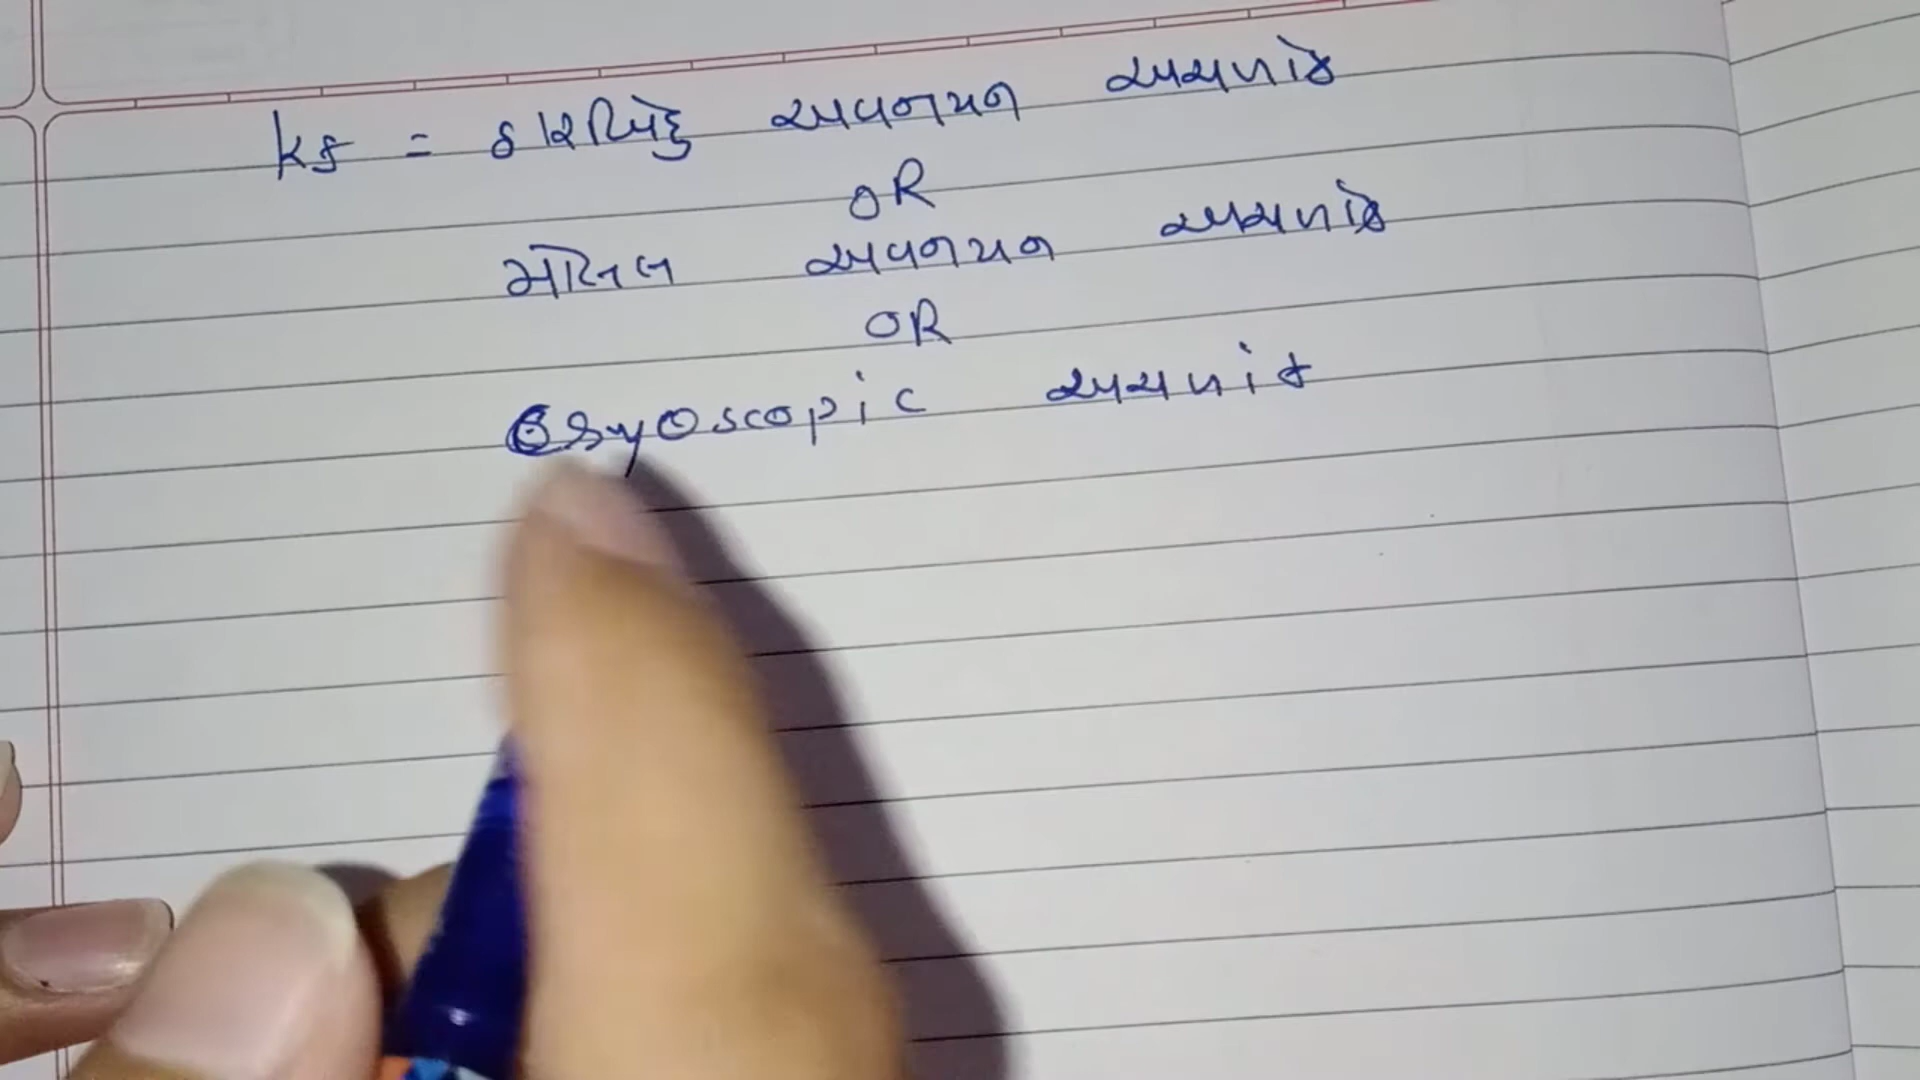 kf = ઠારબિંદુ અવનયન અચળાંક
OR
મોલલ અવનયન અચળાંક
OR
Cryoscopic અચળાંક